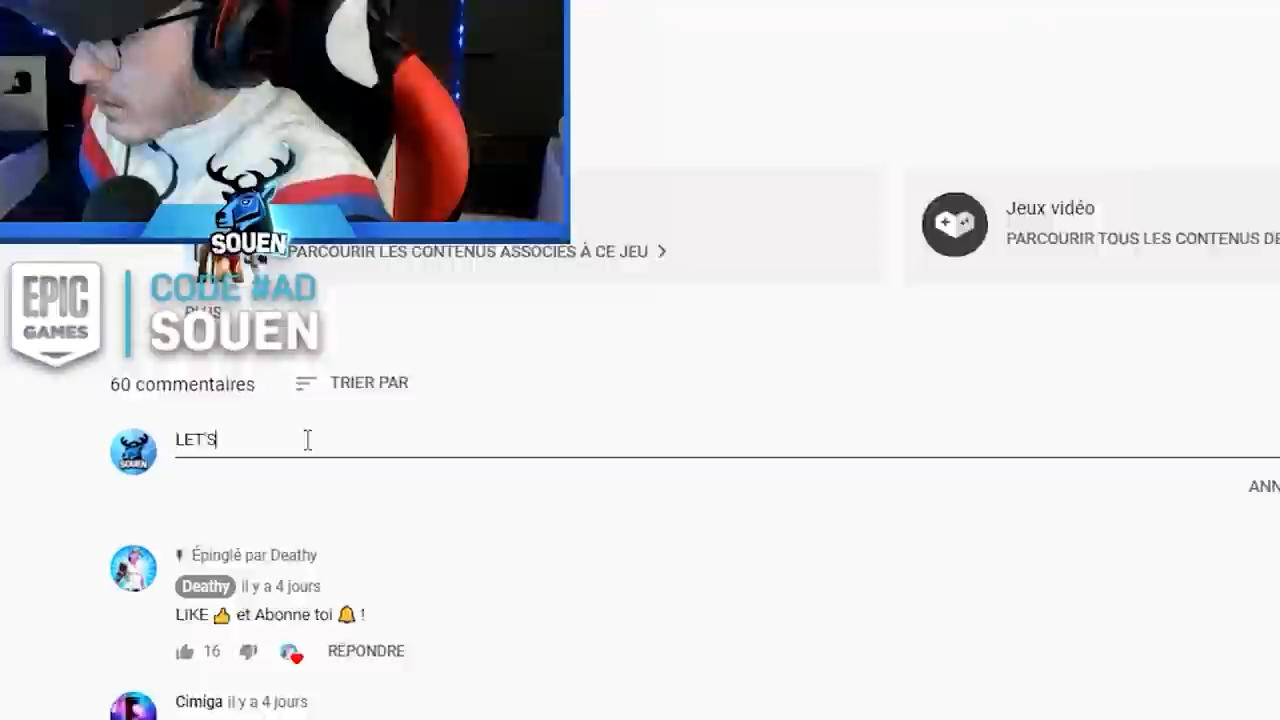 SOUEN
PARCOURIR LES CONTENUS ASSOCIÉS À CE JEU
Jeux vidéo
PARCOURIR TOUS LES CONTENUS DE
EPIC
GAMES
CODE #AD
SOUEN
PLUS
60 commentaires
TRIER PAR
SOUEN
LET'S
ANN
Épinglé par Deathy
Deathy il y a 4 jours
LIKE 👍 et Abonne toi 🔔 !
16
RÉPONDRE
Cimiga il y a 4 jours